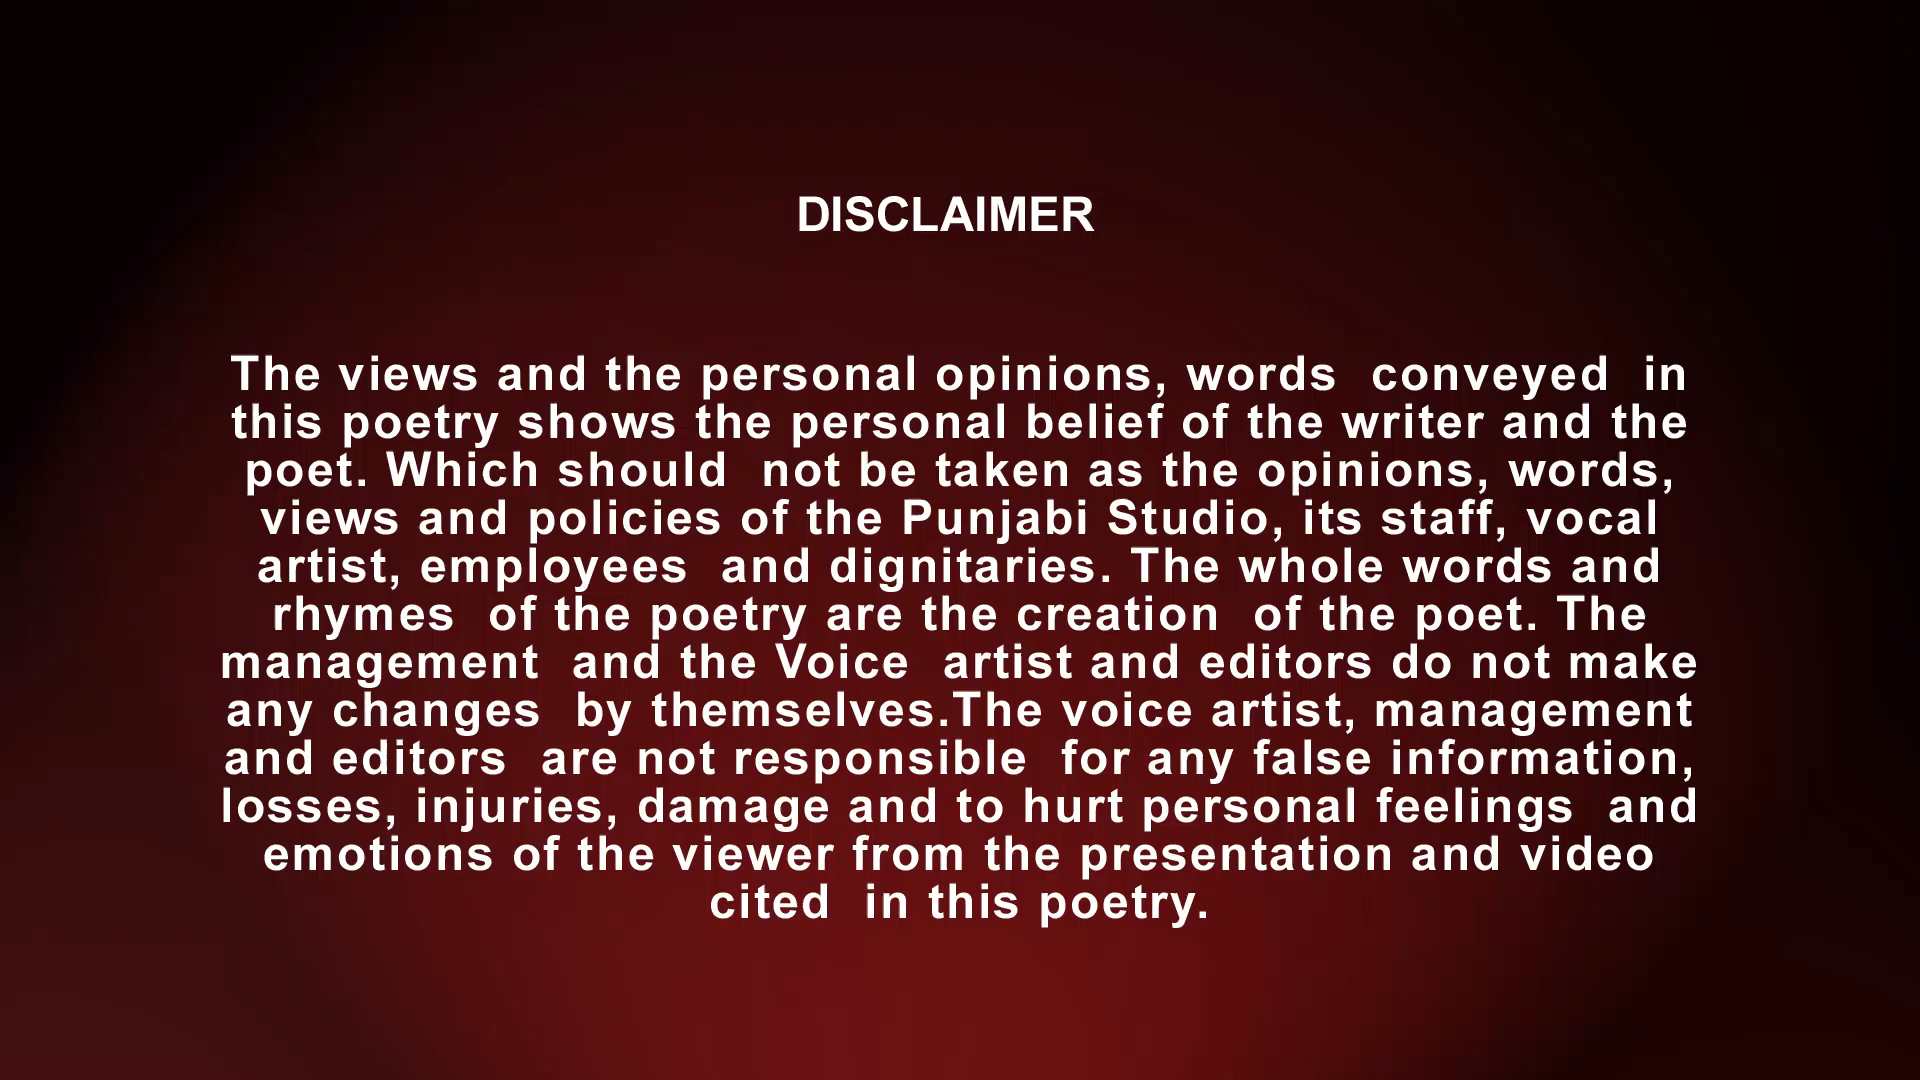 DISCLAIMER
The views and the personal opinions, words  conveyed  in
this poetry shows the personal belief of the writer and the
poet. Which should  not be taken as the opinions, words,
views and policies of the Punjabi Studio, its staff, vocal
artist, employees  and dignitaries. The whole words and
rhymes  of the poetry are the creation  of the poet. The
management  and the Voice  artist and editors do not make
any changes  by themselves.The voice artist, management
and editors  are not responsible  for any false information,
losses, injuries, damage and to hurt personal feelings  and
emotions of the viewer from the presentation and video
cited  in this poetry.